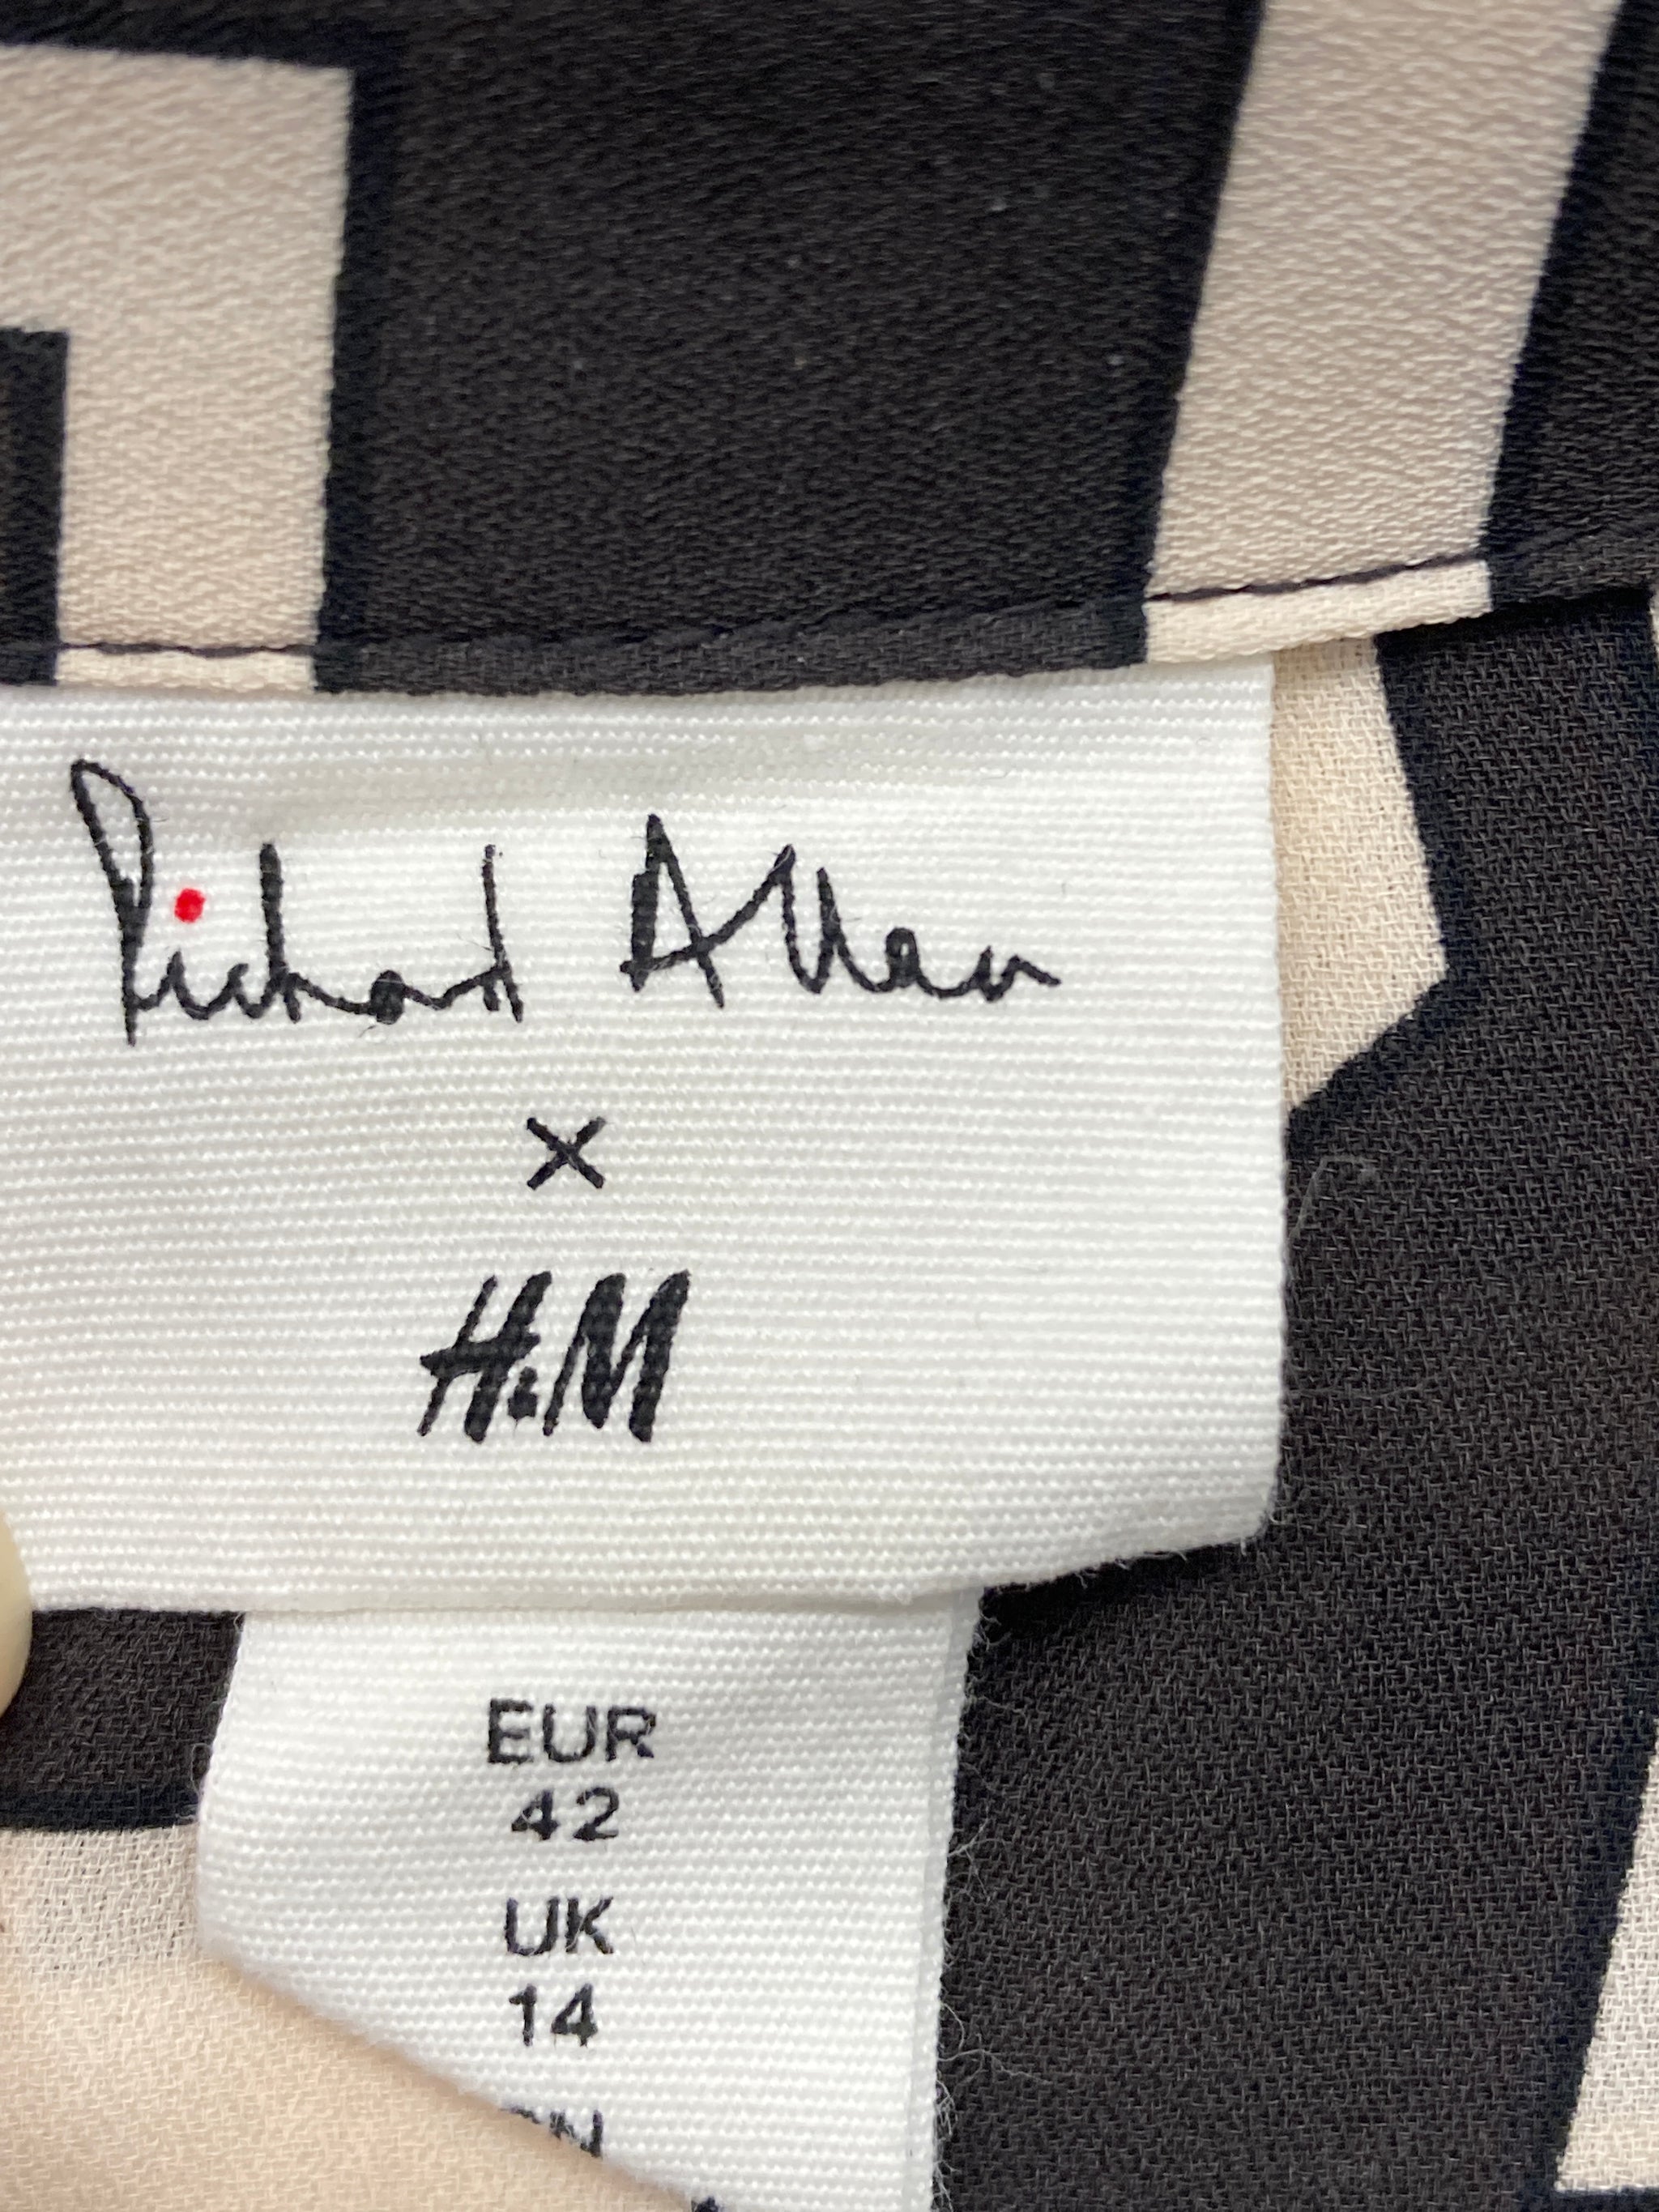 Richard Allan
×
H&M
EUR
42
UK
14